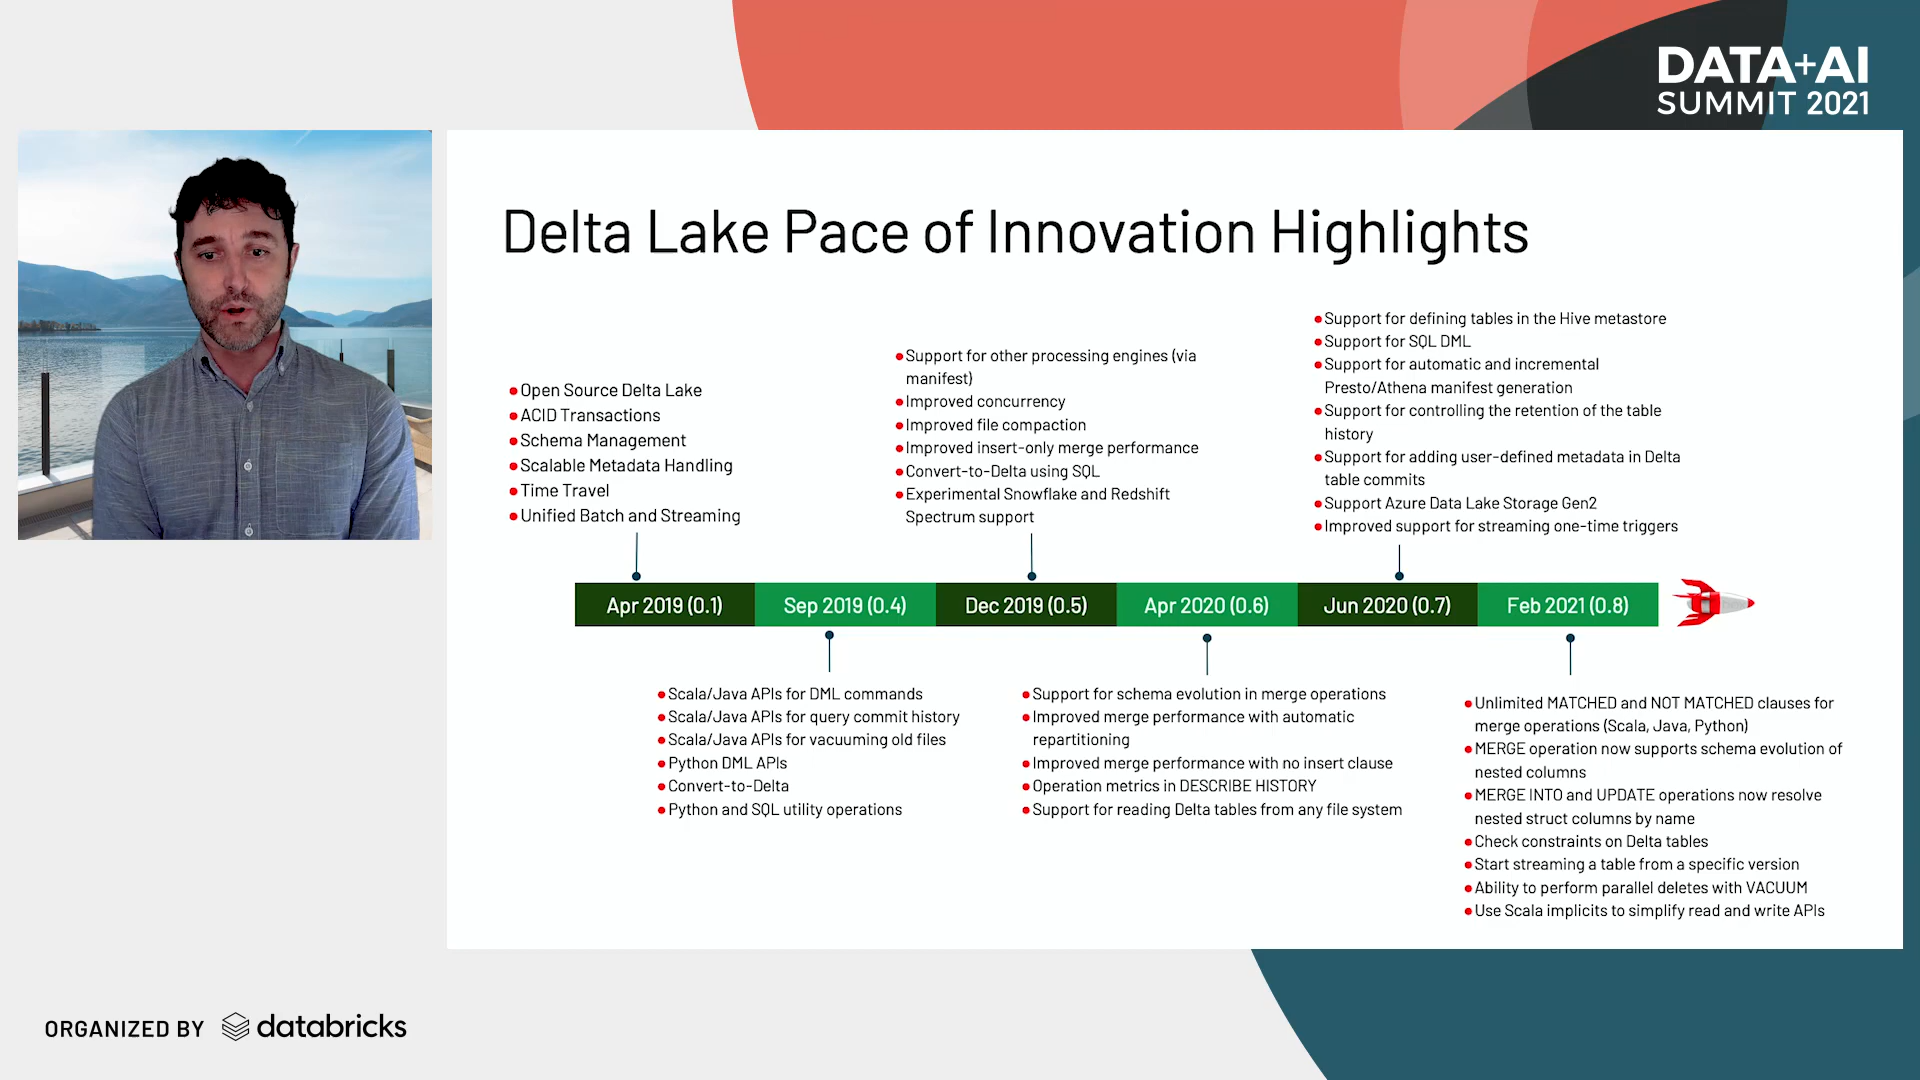 DATA+AI
SUMMIT 2021
Delta Lake Pace of Innovation Highlights
● Open Source Delta Lake
● ACID Transactions
● Schema Management
● Scalable Metadata Handling
● Time Travel
● Unified Batch and Streaming
● Support for other processing engines (via
manifest)
● Improved concurrency
● Improved file compaction
● Improved insert-only merge performance
● Convert-to-Delta using SQL
● Experimental Snowflake and Redshift
Spectrum support
● Support for defining tables in the Hive metastore
● Support for SQL DML
● Support for automatic and incremental
Presto/Athena manifest generation
● Support for controlling the retention of the table
history
● Support for adding user-defined metadata in Delta
table commits
● Support Azure Data Lake Storage Gen2
● Improved support for streaming one-time triggers
Apr 2019 (0.1)
Sep 2019 (0.4)
Dec 2019 (0.5)
Apr 2020 (0.6)
Jun 2020 (0.7)
Feb 2021 (0.8)
● Scala/Java APIs for DML commands
● Scala/Java APIs for query commit history
● Scala/Java APIs for vacuuming old files
● Python DML APIs
● Convert-to-Delta
● Python and SQL utility operations
● Support for schema evolution in merge operations
● Improved merge performance with automatic
repartitioning
● Improved merge performance with no insert clause
● Operation metrics in DESCRIBE HISTORY
● Support for reading Delta tables from any file system
● Unlimited MATCHED and NOT MATCHED clauses for
merge operations (Scala, Java, Python)
● MERGE operation now supports schema evolution of
nested columns
● MERGE INTO and UPDATE operations now resolve
nested struct columns by name
● Check constraints on Delta tables
● Start streaming a table from a specific version
● Ability to perform parallel deletes with VACUUM
● Use Scala implicits to simplify read and write APIs
ORGANIZED BY databricks